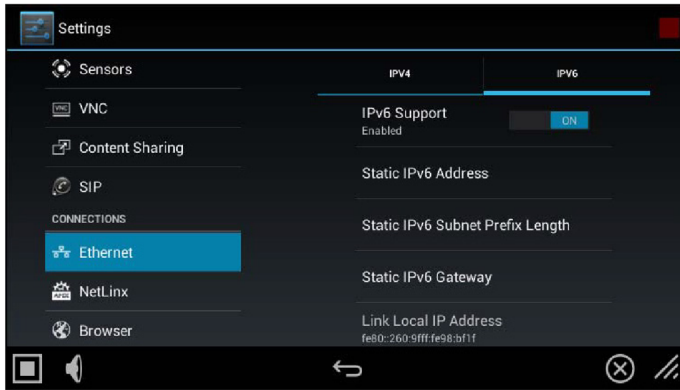 Settings
Sensors
VNC
VNC
Content Sharing
SIP
CONNECTIONS
Ethernet
NetLinx
Browser
IPV4
IPV6
IPv6 Support
Enabled
ON
Static IPv6 Address
Static IPv6 Subnet Prefix Length
Static IPv6 Gateway
Link Local IP Address
fe80::260:9fff:fe98:bf1f